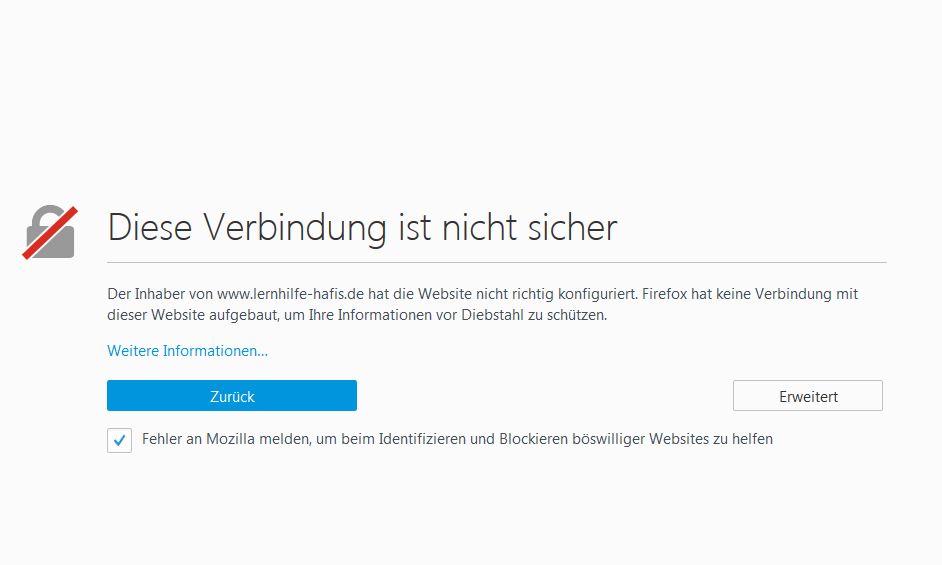 Diese Verbindung ist nicht sicher
Der Inhaber von www.lernhilfe-hafis.de hat die Website nicht richtig konfiguriert. Firefox hat keine Verbindung mit
dieser Website aufgebaut, um Ihre Informationen vor Diebstahl zu schützen.
Weitere Informationen...
Zurück
Erweitert
Fehler an Mozilla melden, um beim Identifizieren und Blockieren böswilliger Websites zu helfen